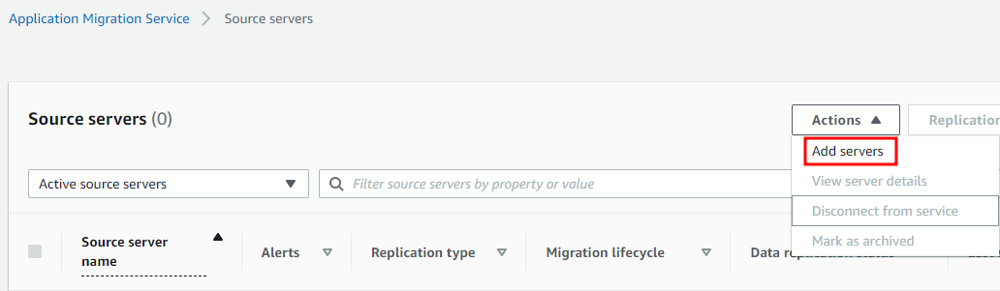 Application Migration Service > Source servers
Source servers (0)
Actions
Replication
Add servers
Active source servers
Filter source servers by property or value
View server details
Disconnect from service
Mark as archived
Source server name
Alerts
Replication type
Migration lifecycle
Data